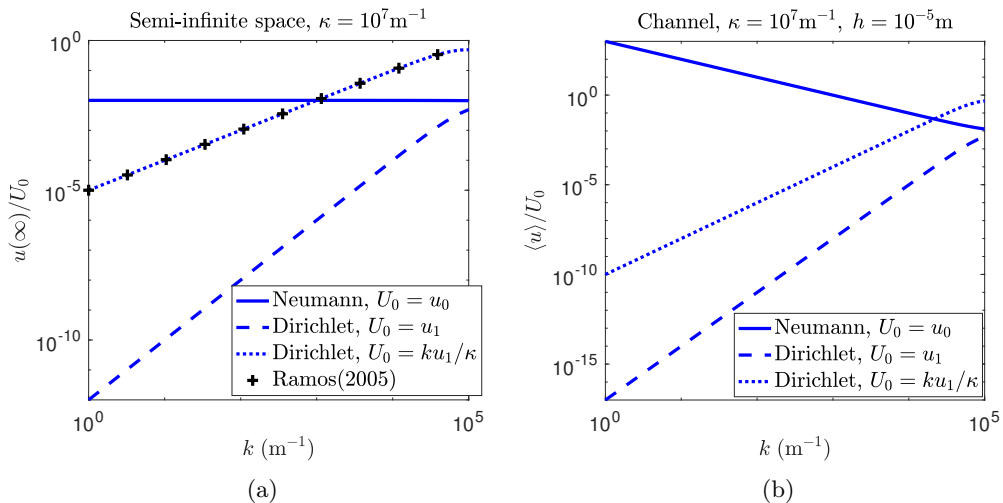 Semi-infinite space, κ = 10⁷m⁻¹
10⁰
10⁻⁵
10⁻¹⁰
u(∞)/U₀
Neumann, U₀ = u₀
Dirichlet, U₀ = u₁
Dirichlet, U₀ = ku₁/κ
Ramos(2005)
10⁰
10⁵
k (m⁻¹)
(a)
Channel, κ = 10⁷m⁻¹, h = 10⁻⁵m
10⁰
10⁻⁵
10⁻¹⁰
10⁻¹⁵
⟨u⟩/U₀
Neumann, U₀ = u₀
Dirichlet, U₀ = u₁
Dirichlet, U₀ = ku₁/κ
10⁰
10⁵
k (m⁻¹)
(b)